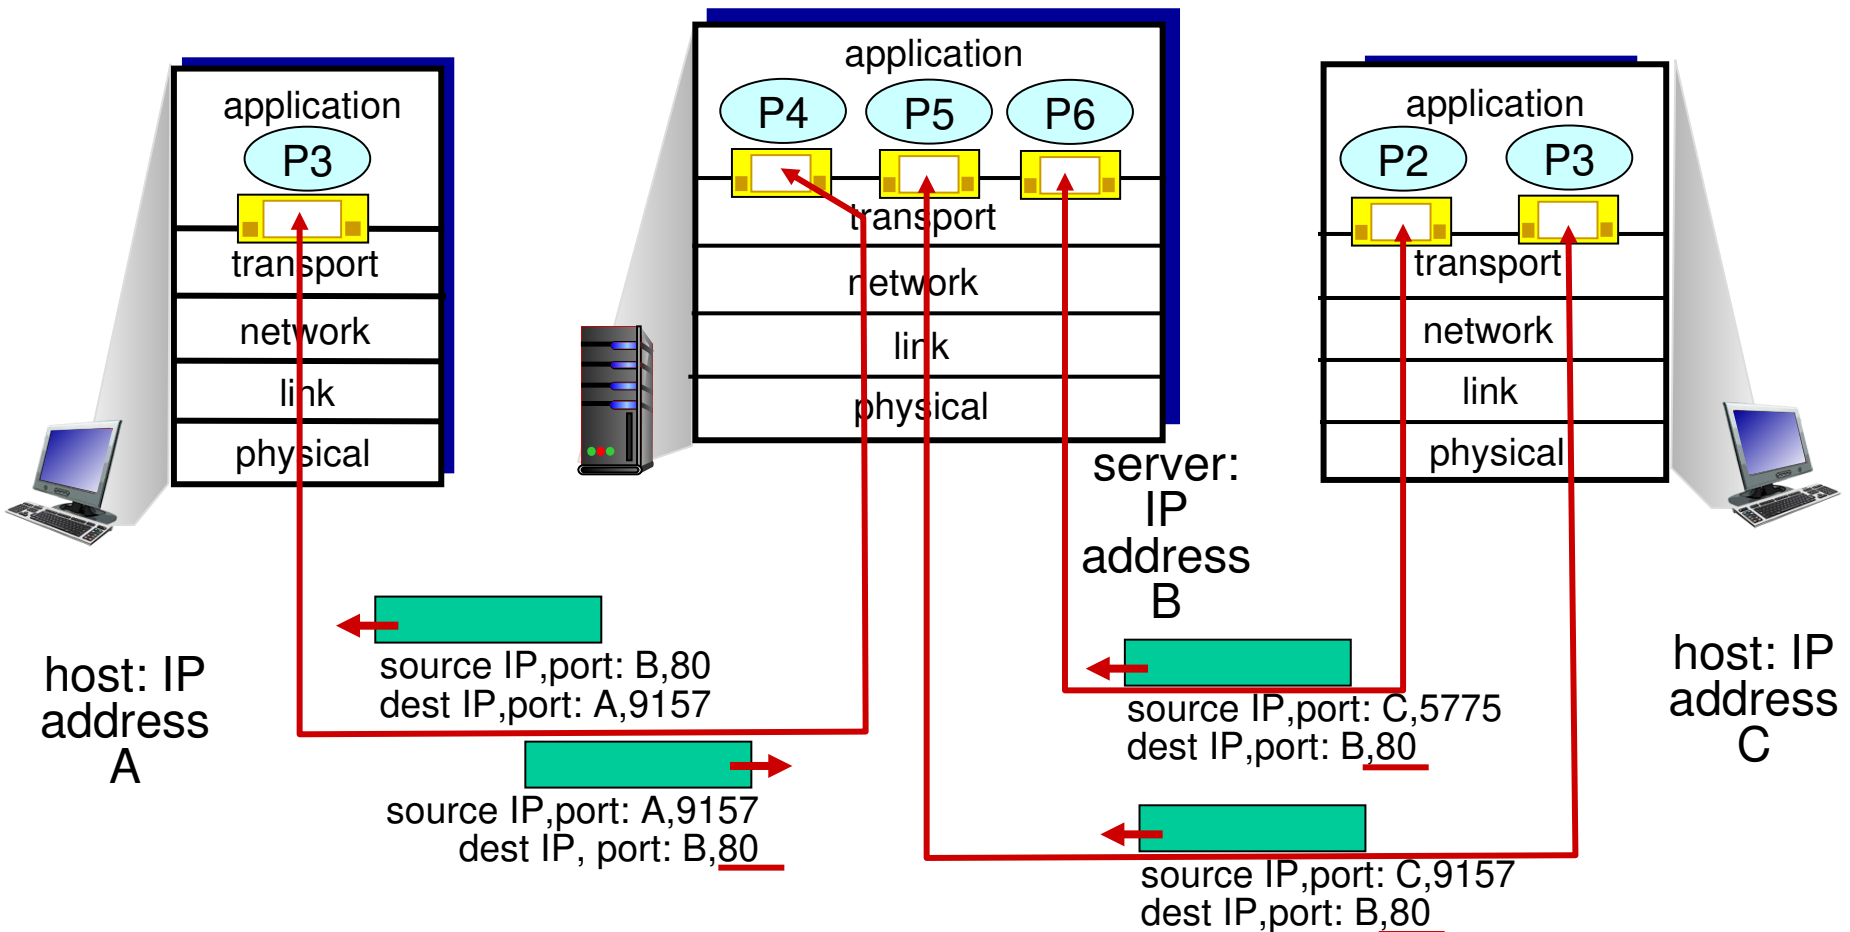 application
P3
transport
network
link
physical
host: IP
address
A
application
P4
P5
P6
transport
network
link
physical
server:
IP
address
B
application
P2
P3
transport
network
link
physical
host: IP
address
C
source IP,port: B,80
dest IP,port: A,9157
source IP,port: A,9157
dest IP, port: B,80
source IP,port: C,5775
dest IP,port: B,80
source IP,port: C,9157
dest IP,port: B,80